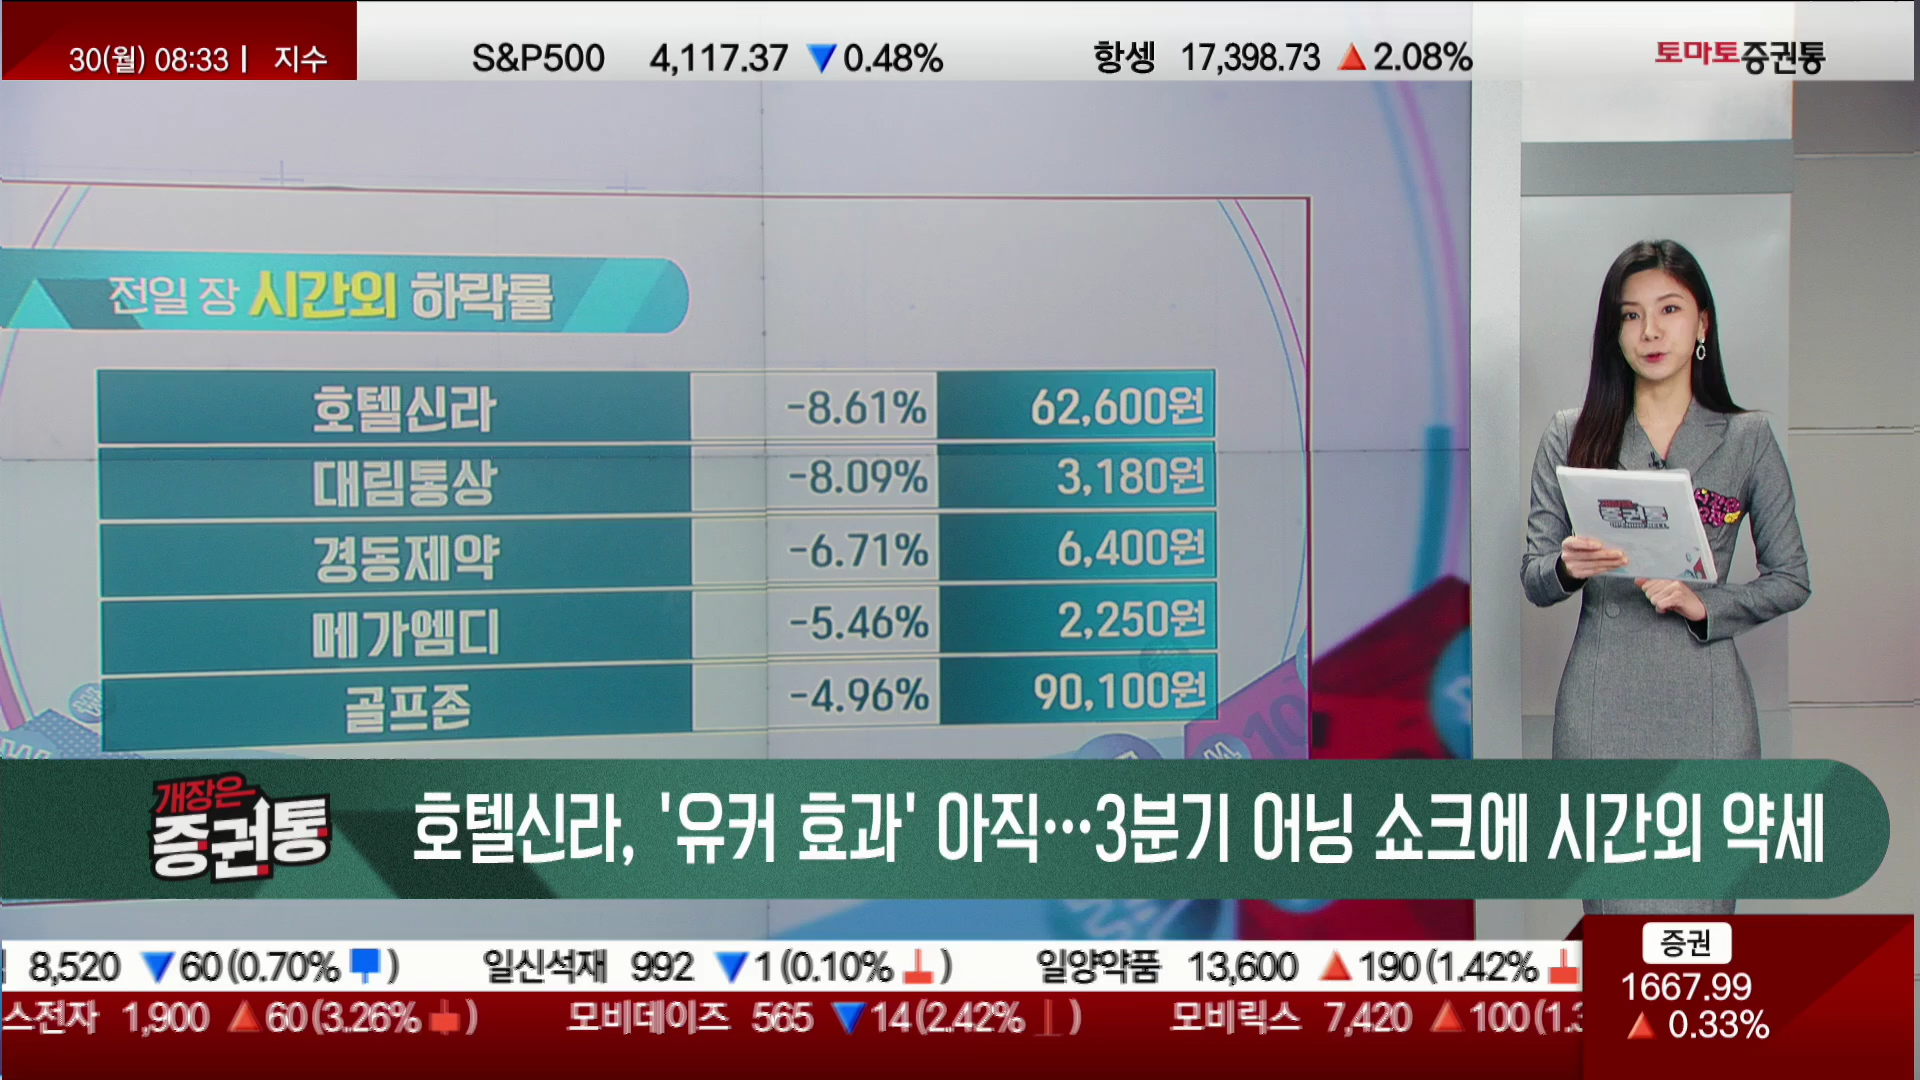 30(월) 08:33 | 지수
S&P500 4,117.37 ▼ 0.48% 항셍 17,398.73 ▲ 2.08%
토마토증권통
전일 장 시간외 하락률
호텔신라 -8.61% 62,600원
대림통상 -8.09% 3,180원
경동제약 -6.71% 6,400원
메가엠디 -5.46% 2,250원
골프존 -4.96% 90,100원
개장은
증권통
호텔신라, '유커 효과' 아직…3분기 어닝 쇼크에 시간외 약세
8,520 ▼60(0.70% ) 일신석재 992 ▼1(0.10% ) 일양약품 13,600 ▲190(1.42%
스전자 1,900 ▲60(3.26% ) 모비데이즈 565 ▼14(2.42% ) 모비릭스 7,420 ▲100(1.3
증권
1667.99
▲ 0.33%